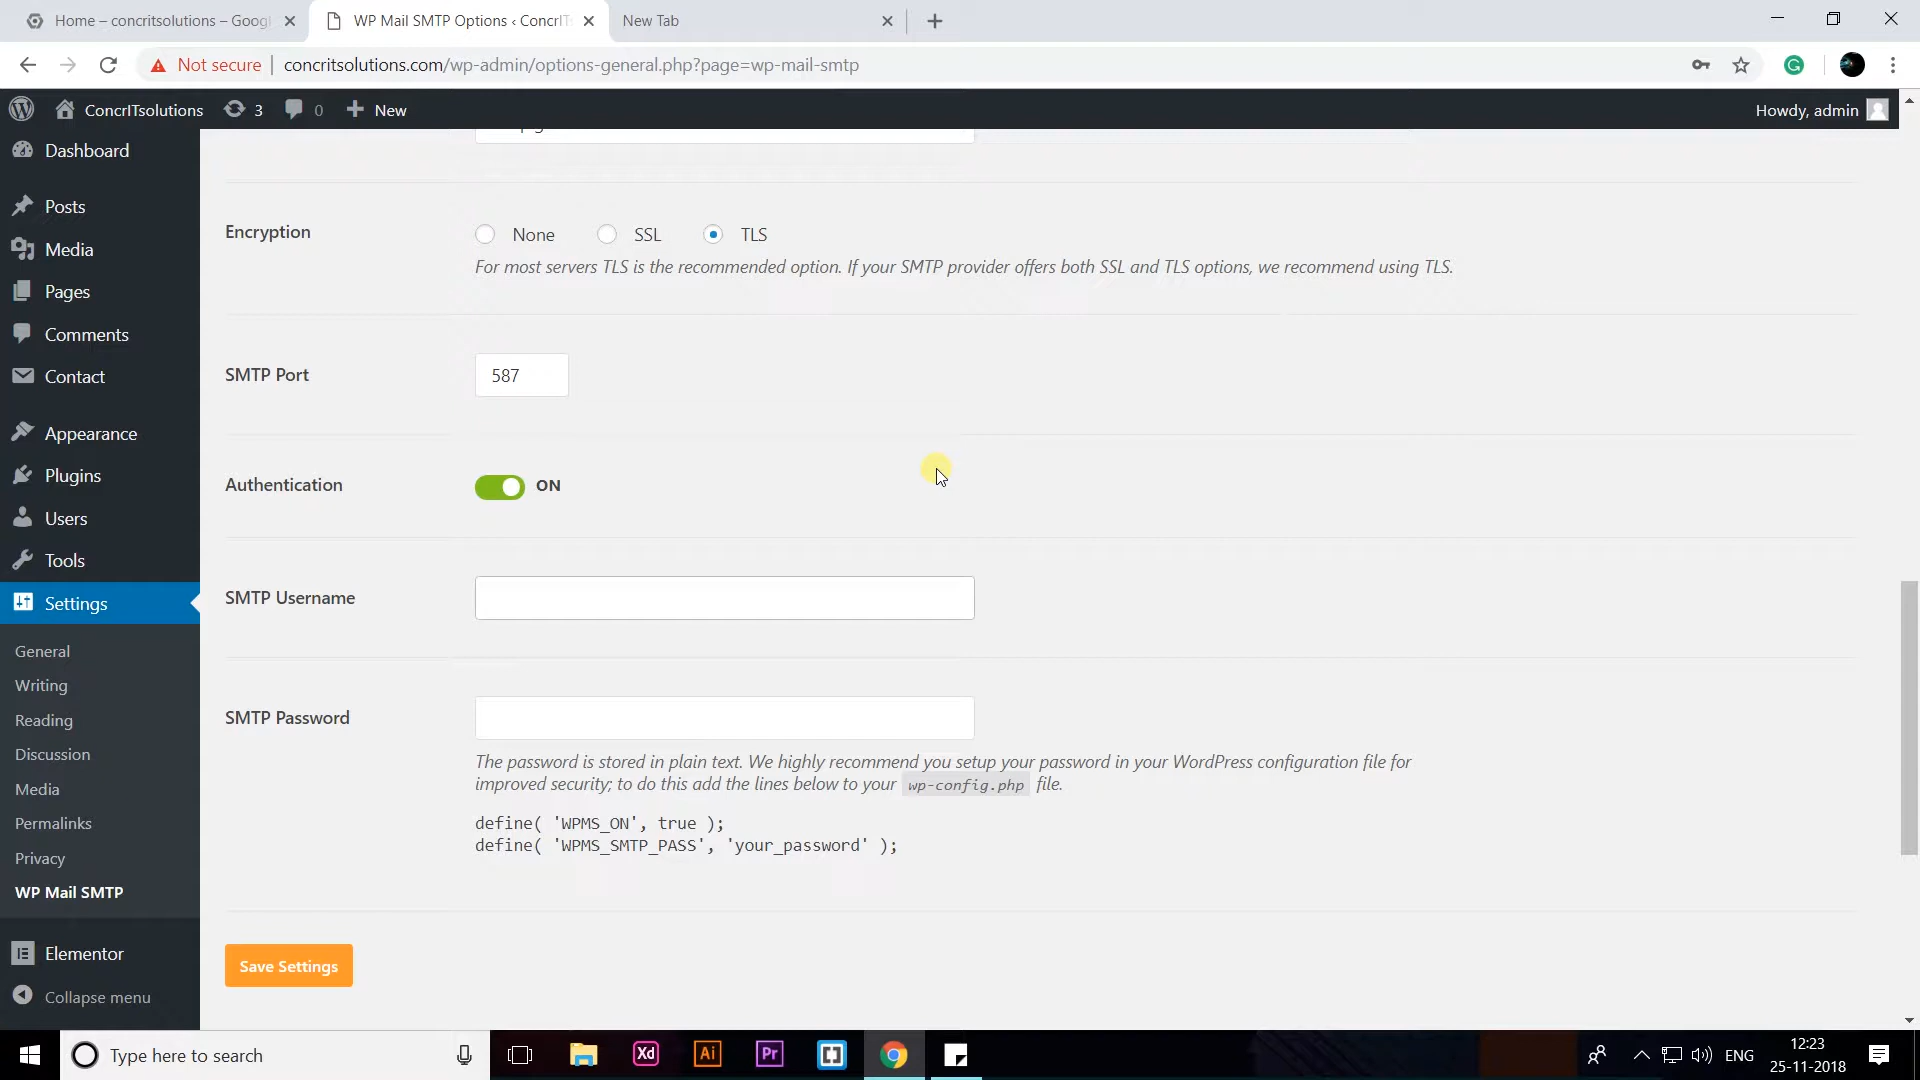 Home – concritsolutions – Goog
WP Mail SMTP Options ‹ ConcrIT
New Tab
Not secure
concritsolutions.com/wp-admin/options-general.php?page=wp-mail-smtp
ConcrITsolutions
3
0
New
Howdy, admin
Dashboard
Posts
Media
Pages
Comments
Contact
Appearance
Plugins
Users
Tools
Settings
General
Writing
Reading
Discussion
Media
Permalinks
Privacy
WP Mail SMTP
Elementor
Collapse menu
Encryption
None
SSL
TLS
For most servers TLS is the recommended option. If your SMTP provider offers both SSL and TLS options, we recommend using TLS.
SMTP Port
587
Authentication
ON
SMTP Username
SMTP Password
The password is stored in plain text. We highly recommend you setup your password in your WordPress configuration file for
improved security; to do this add the lines below to your wp-config.php file.
define( 'WPMS_ON', true );
define( 'WPMS_SMTP_PASS', 'your_password' );
Save Settings
Type here to search
Xd
Ai
Pr
ENG
12:23
25-11-2018